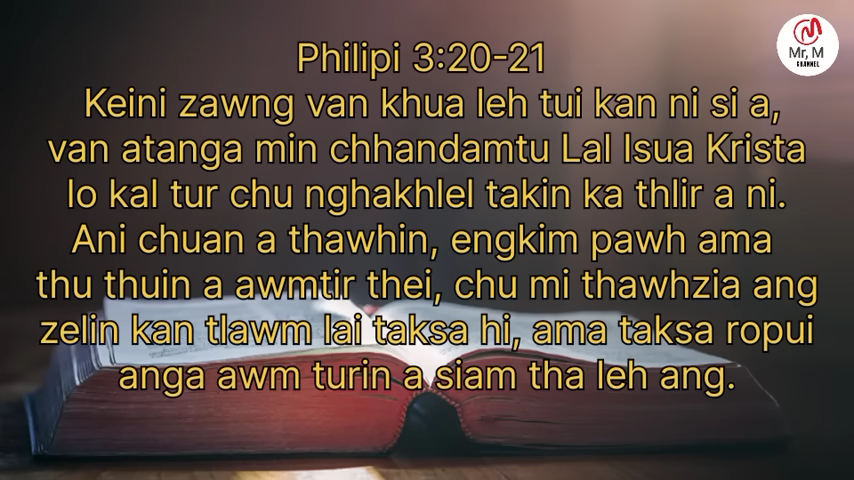 Philipi 3:20-21
Keini zawng van khua leh tui kan ni si a,
van atanga min chhandamtu Lal Isua Krista
lo kal tur chu nghakhlel takin ka thlir a ni.
Ani chuan a thawhin, engkim pawh ama
thu thuin a awmtir thei, chu mi thawhzia ang
zelin kan tlawm lai taksa hi, ama taksa ropui
anga awm turin a siam tha leh ang.
Mr, M
CHANNEL